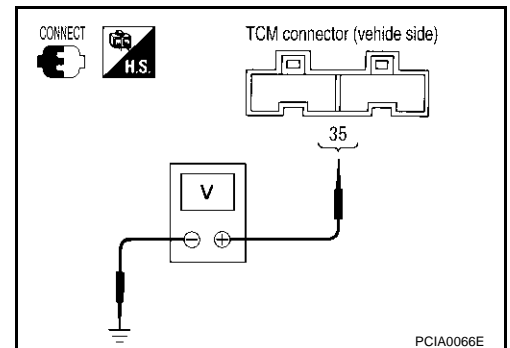 CONNECT
H.S.
TCM connector (vehide side)
35
V
PCIA0066E